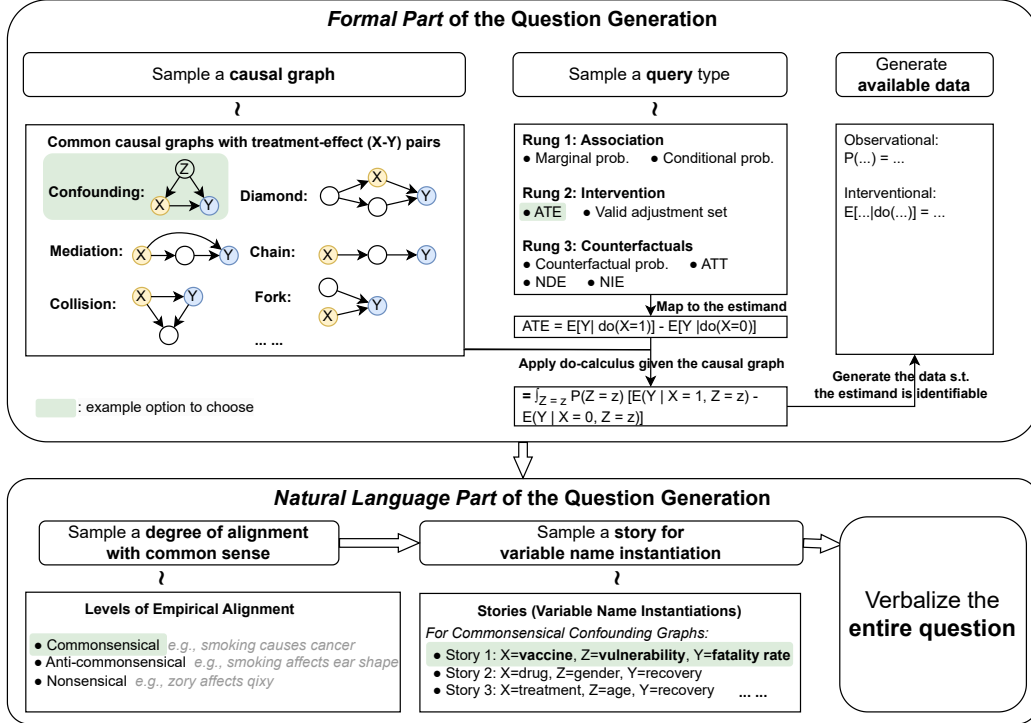 Formal Part of the Question Generation
Sample a causal graph
Sample a query type
Generate
available data
~
~
Common causal graphs with treatment-effect (X-Y) pairs
Confounding:
Z
X
Y
Diamond:
X
Y
Mediation:
X
Y
Chain:
X
Y
Collision:
X
Y
Fork:
X
Y
... ...
: example option to choose
Rung 1: Association
● Marginal prob. ● Conditional prob.
Rung 2: Intervention
● ATE ● Valid adjustment set
Rung 3: Counterfactuals
● Counterfactual prob. ● ATT
● NDE ● NIE
Map to the estimand
ATE = E[Y| do(X=1)] - E[Y |do(X=0)]
Apply do-calculus given the causal graph
= ∫Z = z P(Z = z) [E(Y | X = 1, Z = z) -
E(Y | X = 0, Z = z)]
Observational:
P(...) = ...
Interventional:
E[...|do(...)] = ...
Generate the data s.t.
the estimand is identifiable
Natural Language Part of the Question Generation
Sample a degree of alignment
with common sense
Sample a story for
variable name instantiation
~
~
Levels of Empirical Alignment
● Commonsensical e.g., smoking causes cancer
● Anti-commonsensical e.g., smoking affects ear shape
● Nonsensical e.g., zory affects qixy
Stories (Variable Name Instantiations)
For Commonsensical Confounding Graphs:
● Story 1: X=vaccine, Z=vulnerability, Y=fatality rate
● Story 2: X=drug, Z=gender, Y=recovery
● Story 3: X=treatment, Z=age, Y=recovery ... ...
Verbalize the
entire question